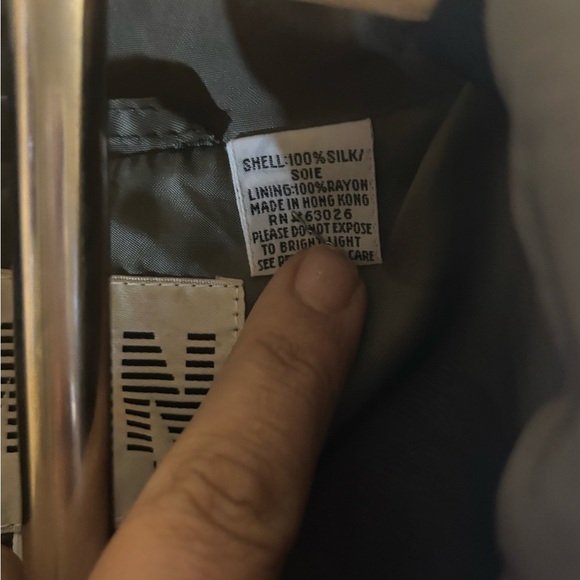 SHELL:100%SILK/
SOIE
LINING:100%RAYON
MADE IN HONG KONG
RN 63026
PLEASE DO NOT EXPOSE
TO BRIGHT LIGHT
SEE CARE
N